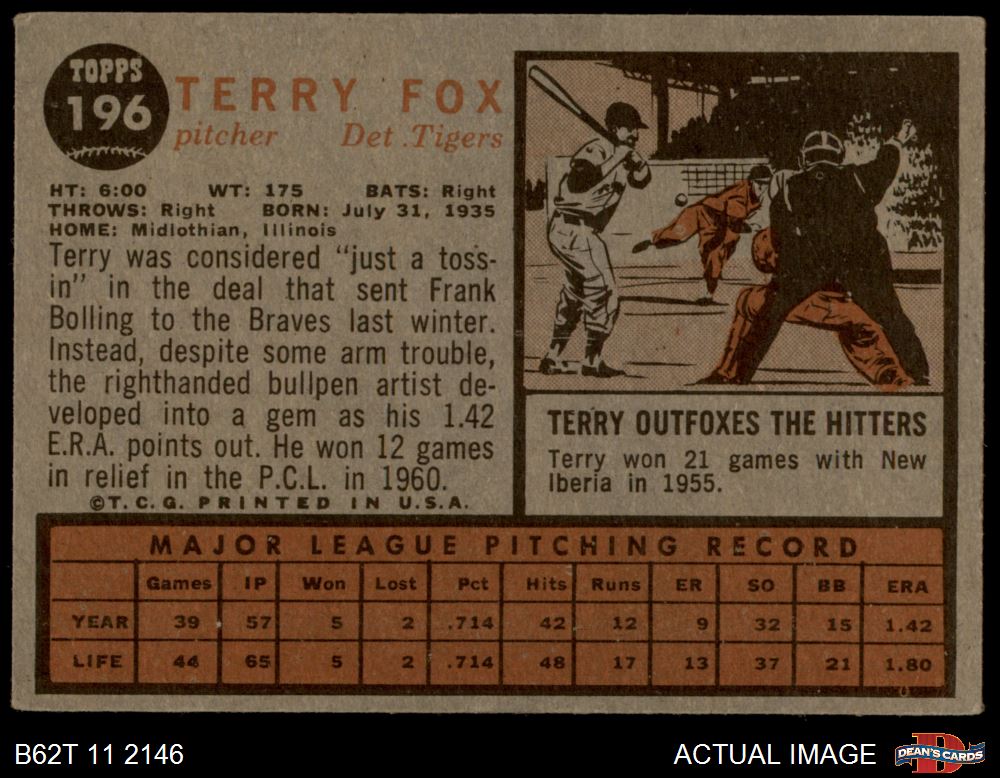 TOPPS
196
TERRY FOX
pitcher Det. Tigers
HT: 6:00 WT: 175 BATS: Right
THROWS: Right BORN: July 31, 1935
HOME: Midlothian, Illinois
Terry was considered “just a toss-
in” in the deal that sent Frank
Bolling to the Braves last winter.
Instead, despite some arm trouble,
the righthanded bullpen artist de-
veloped into a gem as his 1.42
E.R.A. points out. He won 12 games
in relief in the P.C.L. in 1960.
©T.C.G. PRINTED IN U.S.A.
TERRY OUTFOXES THE HITTERS
Terry won 21 games with New
Iberia in 1955.
MAJOR LEAGUE PITCHING RECORD
Games IP Won Lost Pct Hits Runs ER SO BB ERA
YEAR 39 57 5 2 .714 42 12 9 32 15 1.42
LIFE 44 65 5 2 .714 48 17 13 37 21 1.80
B62T 11 2146 ACTUAL IMAGE DEAN'S CARDS